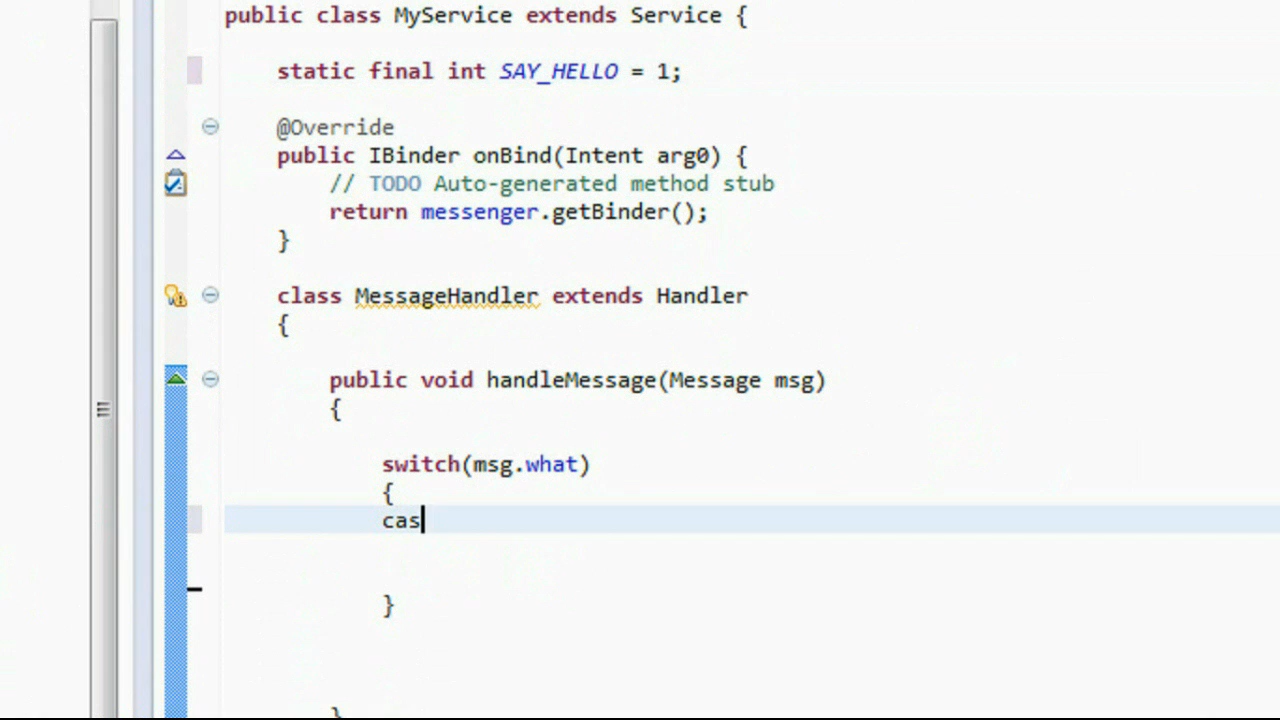 public class MyService extends Service {
static final int SAY_HELLO = 1;
@Override
public IBinder onBind(Intent arg0) {
// TODO Auto-generated method stub
return messenger.getBinder();
}
class MessageHandler extends Handler
{
public void handleMessage(Message msg)
{
switch(msg.what)
{
cas
}
}